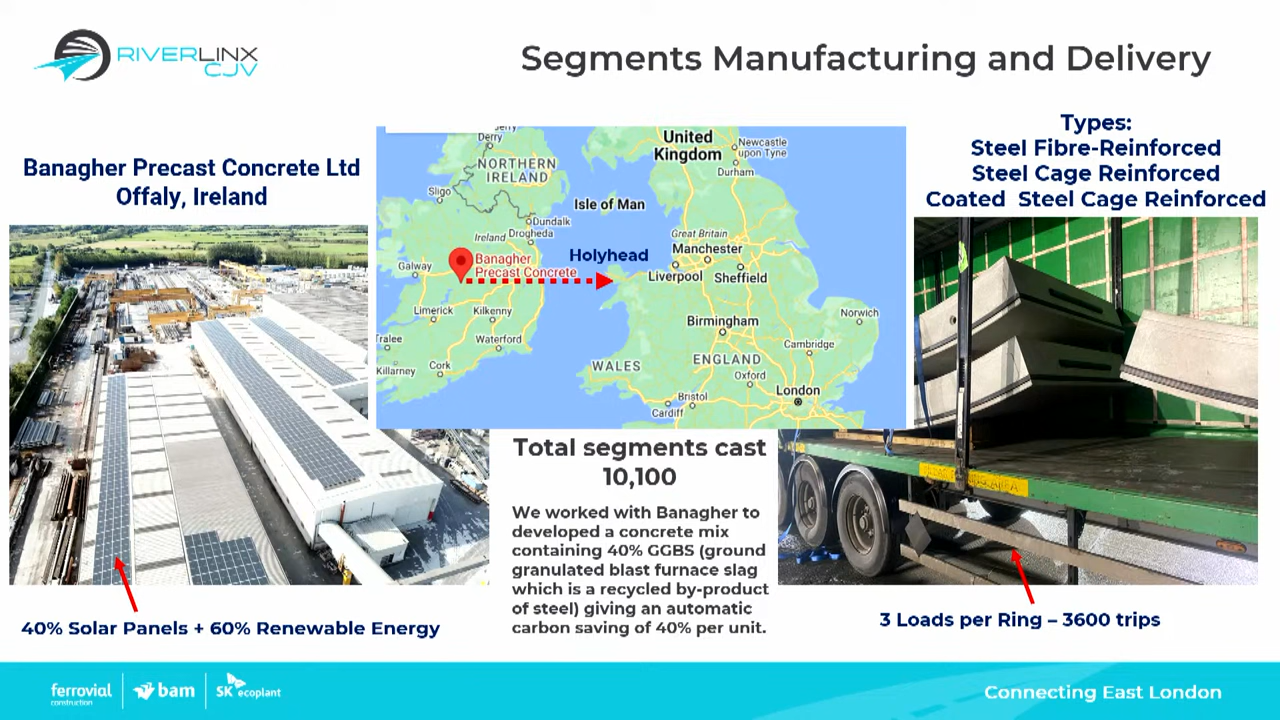 RIVERLINX
CJV
Segments Manufacturing and Delivery
Banagher Precast Concrete Ltd
Offaly, Ireland
Types:
Steel Fibre-Reinforced
Steel Cage Reinforced
Coated Steel Cage Reinforced
Derry
NORTHERN
IRELAND
Sligo
Dundalk
Ireland
Drogheda
Galway
Banagher
Precast Concrete
Limerick
Kilkenny
Tralee
Waterford
Killarney
Cork
United
Kingdom
Newcastle
upon Tyne
Durham
Isle of Man
Great Britain
Manchester
Holyhead
Liverpool
Sheffield
Birmingham
Norwich
Cambridge
WALES
ENGLAND
Oxford
London
Bristol
Cardiff
Total segments cast
10,100
We worked with Banagher to
developed a concrete mix
containing 40% GGBS (ground
granulated blast furnace slag
which is a recycled by-product
of steel) giving an automatic
carbon saving of 40% per unit.
40% Solar Panels + 60% Renewable Energy
3 Loads per Ring – 3600 trips
ferrovial
construction
bam
SK ecoplant
Connecting East London